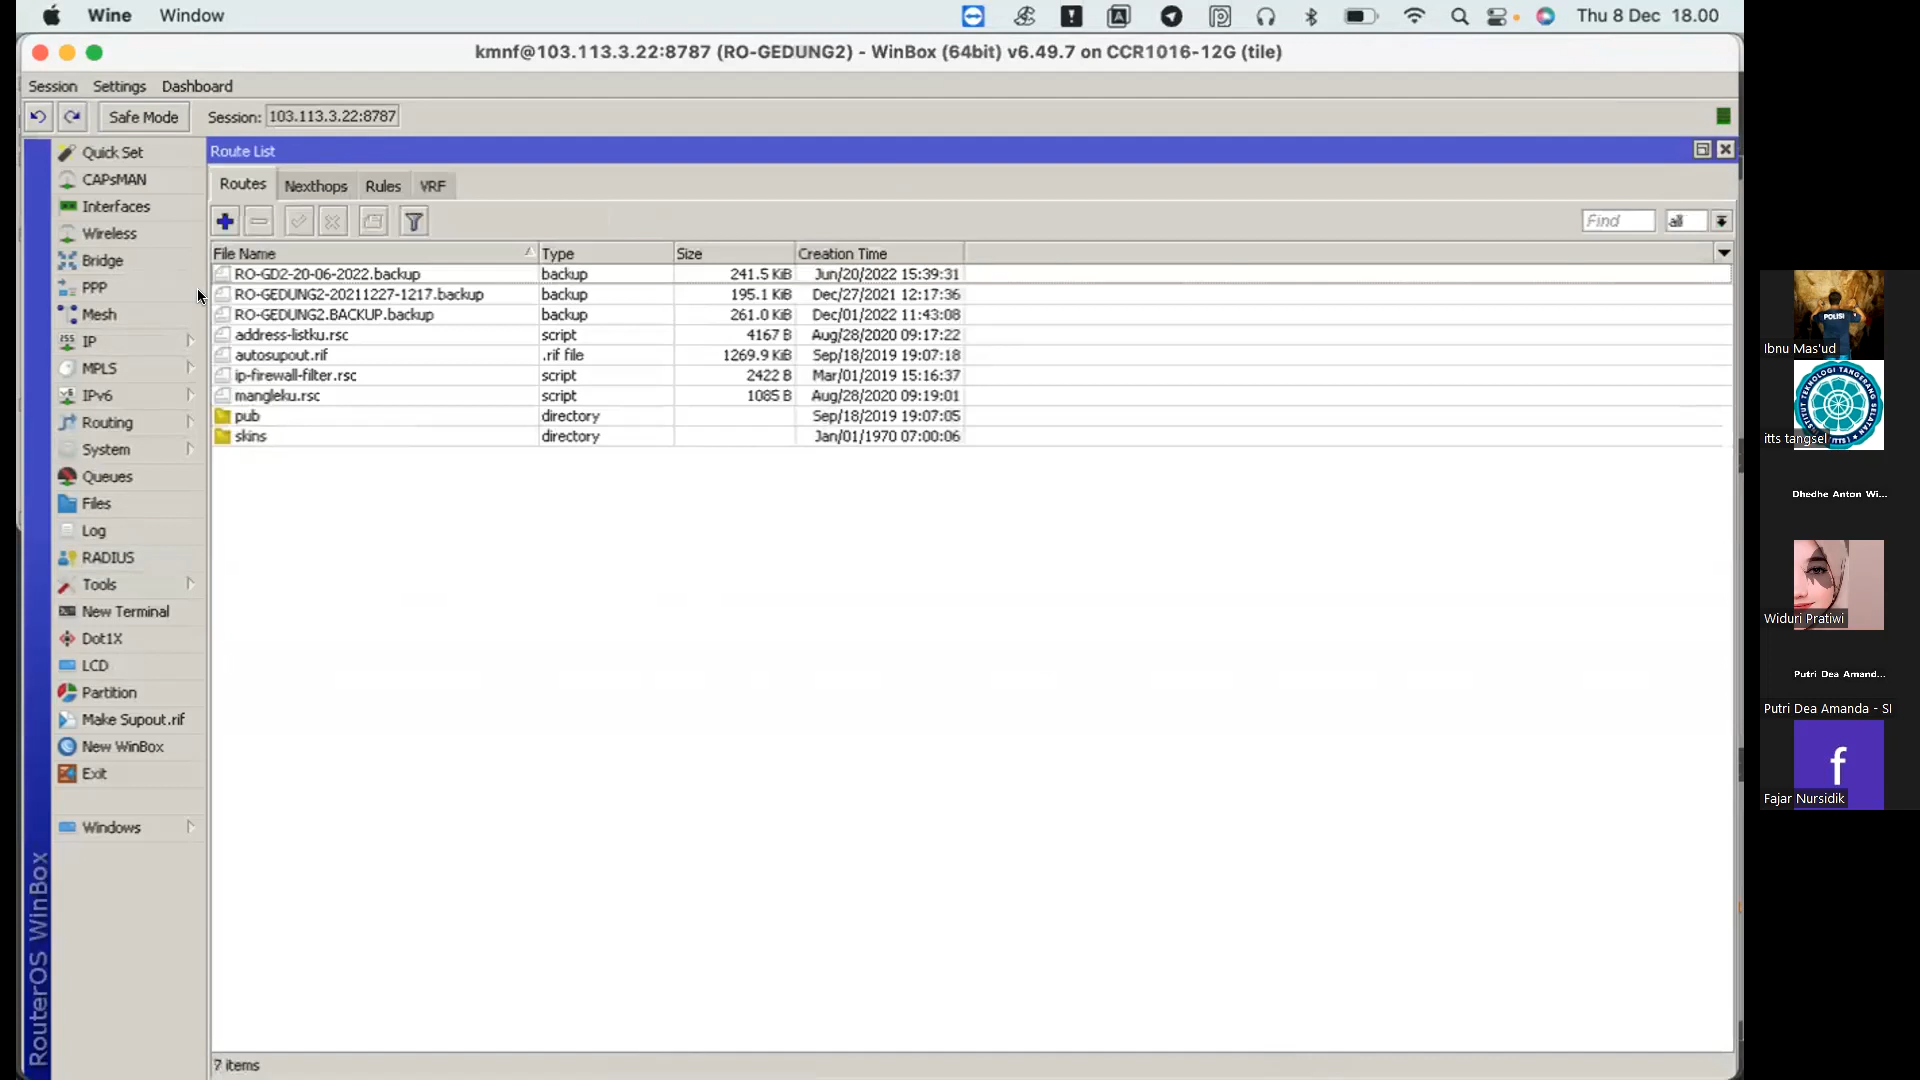 Wine Window
Thu 8 Dec 18.00
kmnf@103.113.3.22:8787 (RO-GEDUNG2) - WinBox (64bit) v6.49.7 on CCR1016-12G (tile)
Session Settings Dashboard
Safe Mode Session: 103.113.3.22:8787
Quick Set
CAPsMAN
Interfaces
Wireless
Bridge
PPP
Mesh
IP
MPLS
IPv6
Routing
System
Queues
Files
Log
RADIUS
Tools
New Terminal
Dot1X
LCD
Partition
Make Supout.rif
New WinBox
Exit
Windows
RouterOS WinBox
Route List
Routes Nexthops Rules VRF
Find all
File Name Type Size Creation Time
RO-GD2-20-06-2022.backup backup 241.5 KiB Jun/20/2022 15:39:31
RO-GEDUNG2-20211227-1217.backup backup 195.1 KiB Dec/27/2021 12:17:36
RO-GEDUNG2.BACKUP.backup backup 261.0 KiB Dec/01/2022 11:43:08
address-listku.rsc script 4167 B Aug/28/2020 09:17:22
autosupout.rif .rif file 1269.9 KiB Sep/18/2019 19:07:18
ip-firewall-filter.rsc script 2422 B Mar/01/2019 15:16:37
mangleku.rsc script 1085 B Aug/28/2020 09:19:01
pub directory Sep/18/2019 19:07:05
skins directory Jan/01/1970 07:00:06
7 items
POLISI
Ibnu Mas'ud
INSTITUT TEKNOLOGI TANGERANG SELATAN
itts tangsel
Dhedhe Anton Wi...
Widuri Pratiwi
Putri Dea Amand...
Putri Dea Amanda - SI
f
Fajar Nursidik